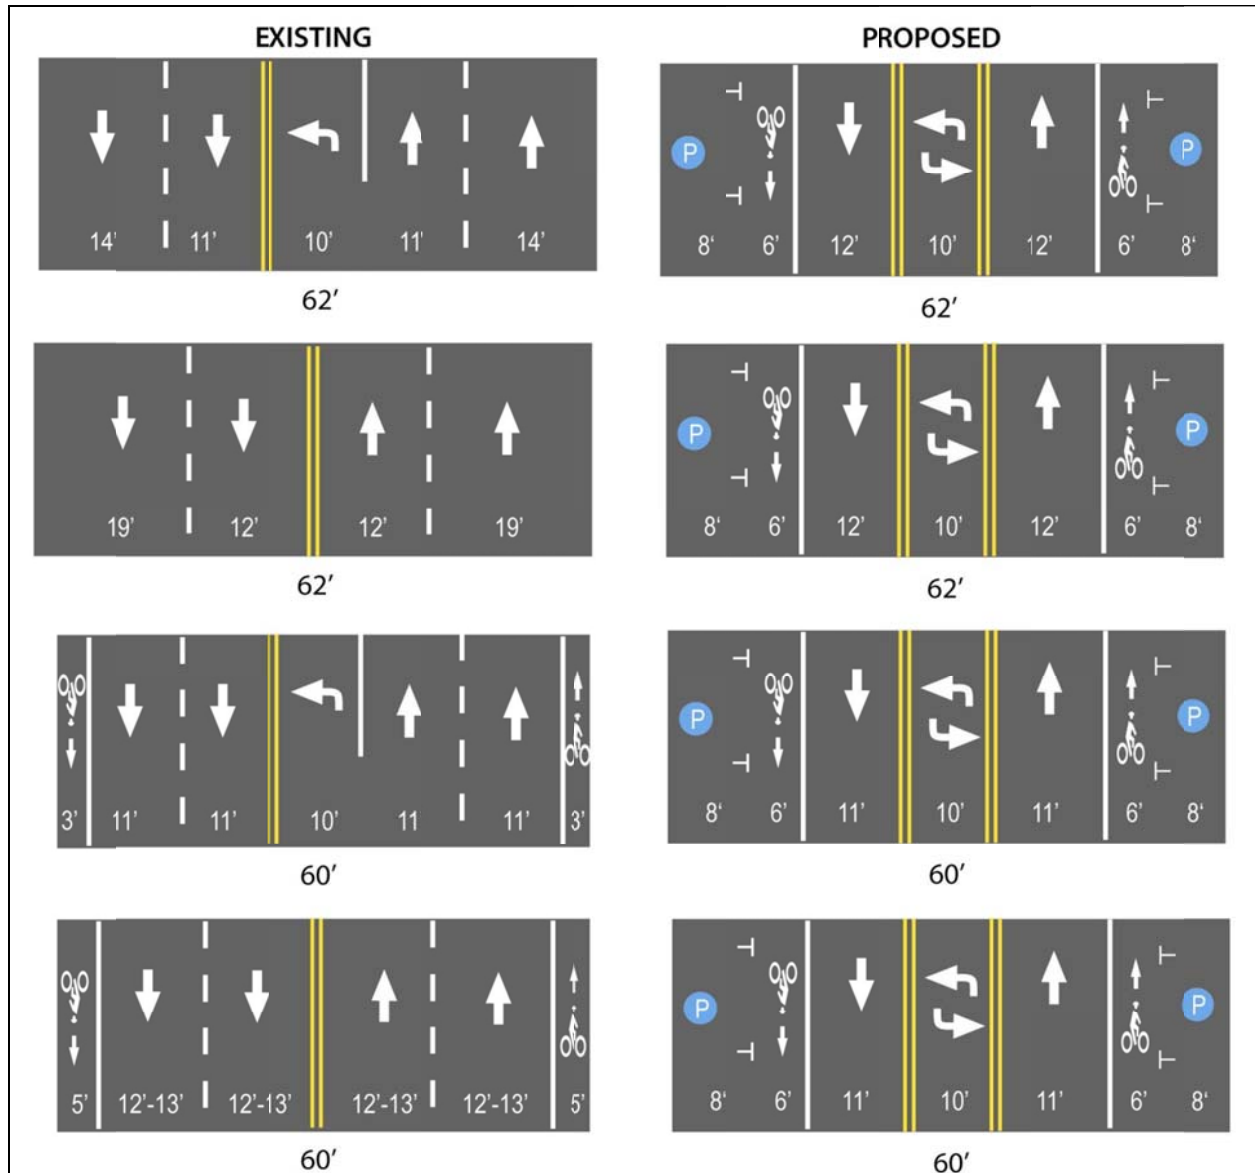 EXISTING
PROPOSED
14' 11' 10' 11' 14'
62'
P P
8' 6' 12' 10' 12' 6' 8'
62'
19' 12' 12' 19'
62'
P P
8' 6' 12' 10' 12' 6' 8'
62'
3' 11' 11' 10' 11 11' 3'
60'
P P
8' 6' 11' 10' 11' 6' 8'
60'
5' 12'-13' 12'-13' 12'-13' 12'-13' 5'
60'
P P
8' 6' 11' 10' 11' 6' 8'
60'